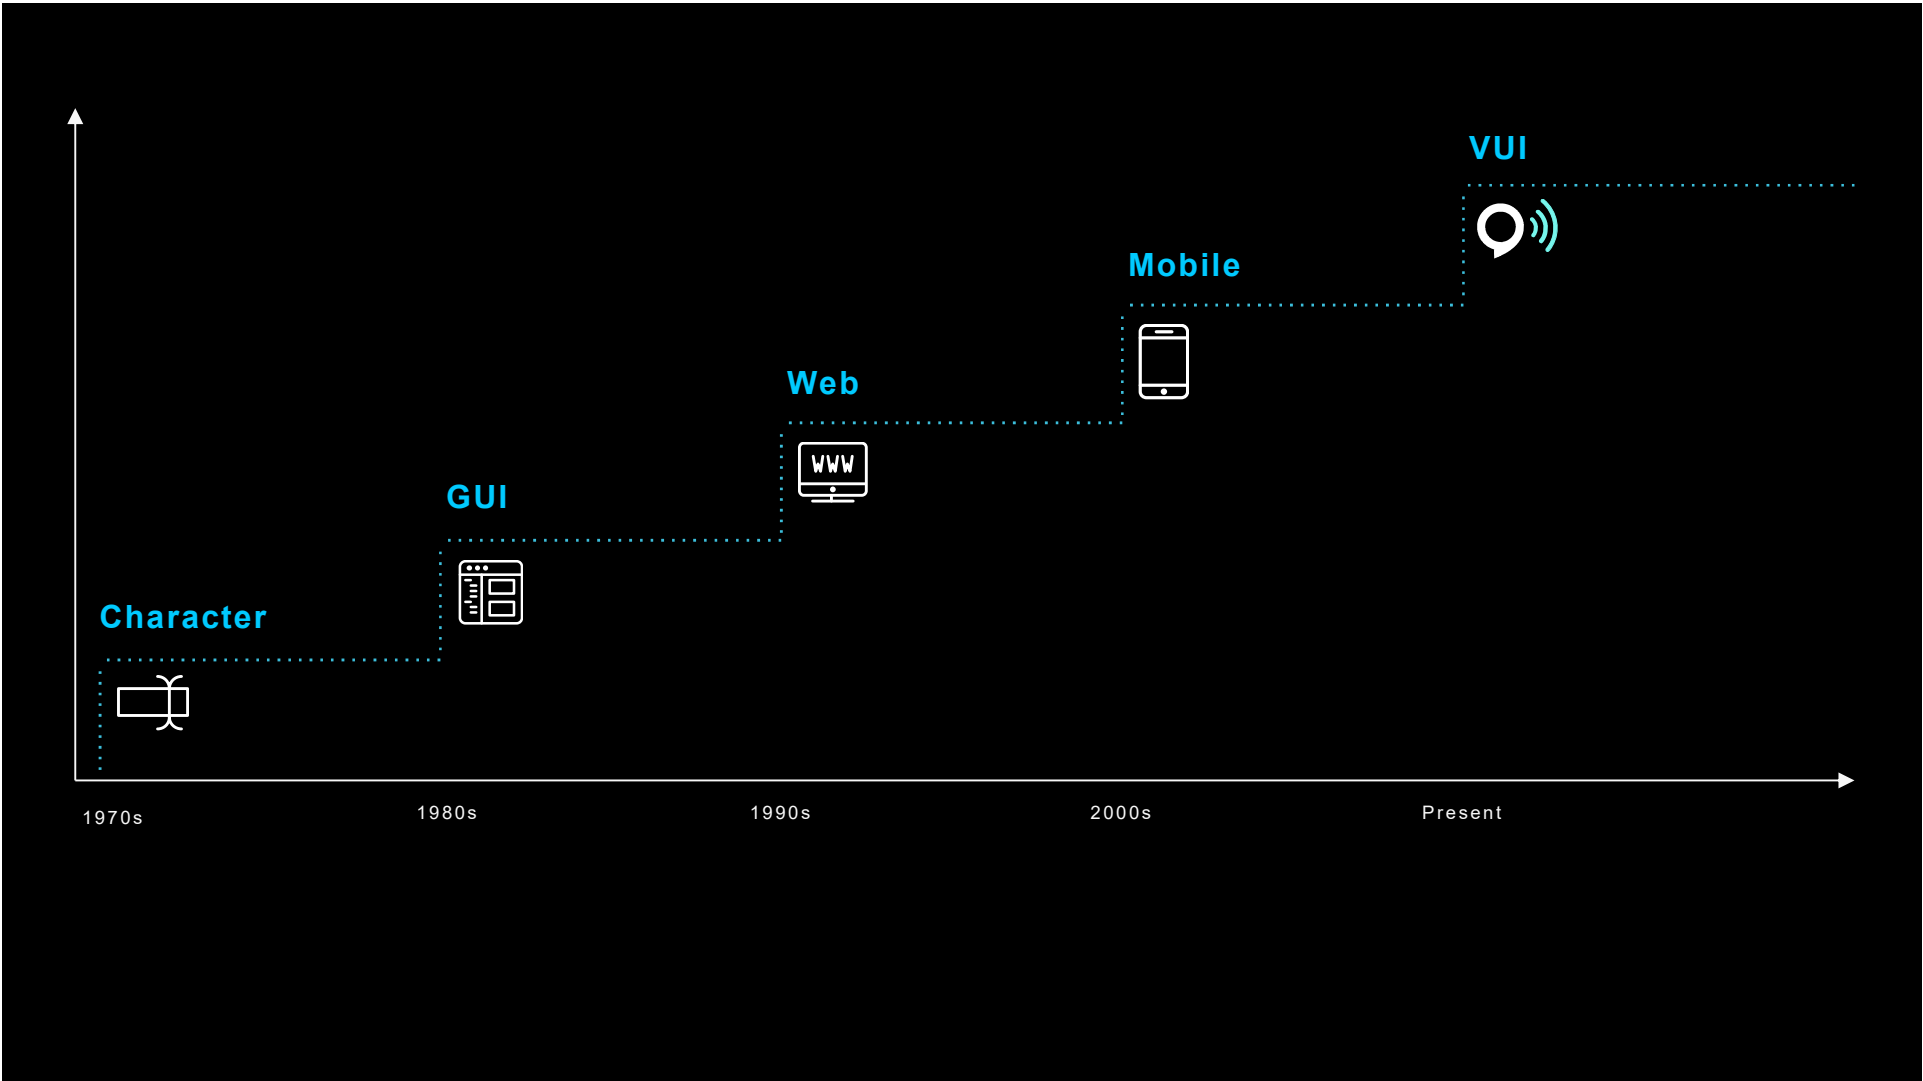 VUI
Mobile
Web
WWW
GUI
Character
1970s
1980s
1990s
2000s
Present